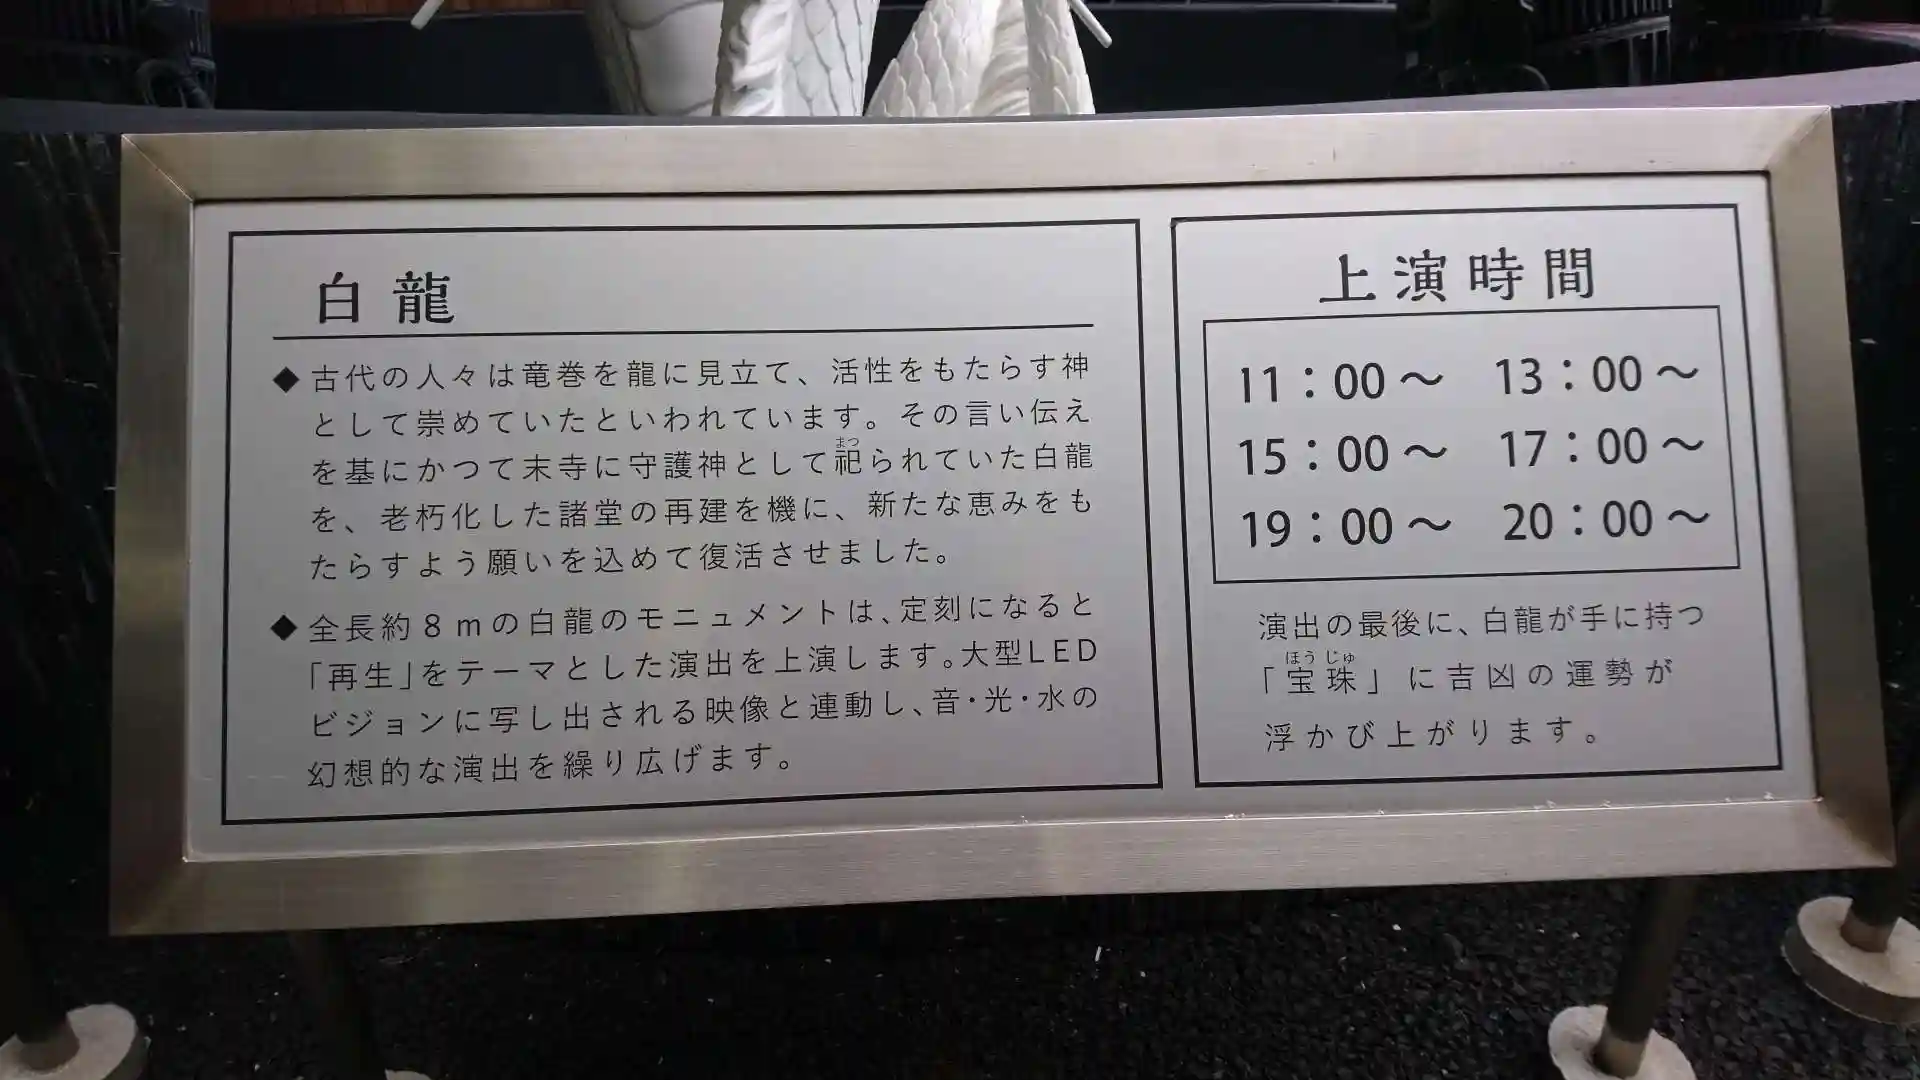 白龍
◆古代の人々は竜巻を龍に見立て、活性をもたらす神
として崇めていたといわれています。その言い伝え
まつ
を基にかつて末寺に守護神として祀られていた白龍
を、老朽化した諸堂の再建を機に、新たな恵みをも
たらすよう願いを込めて復活させました。
◆全長約8mの白龍のモニュメントは、定刻になると
「再生」をテーマとした演出を上演します。大型LED
ビジョンに写し出される映像と連動し、音・光・水の
幻想的な演出を繰り広げます。
上演時間
11：00～ 13：00～
15：00～ 17：00～
19：00～ 20：00～
演出の最後に、白龍が手に持つ
ほうじゅ
「宝珠」に吉凶の運勢が
浮かび上がります。